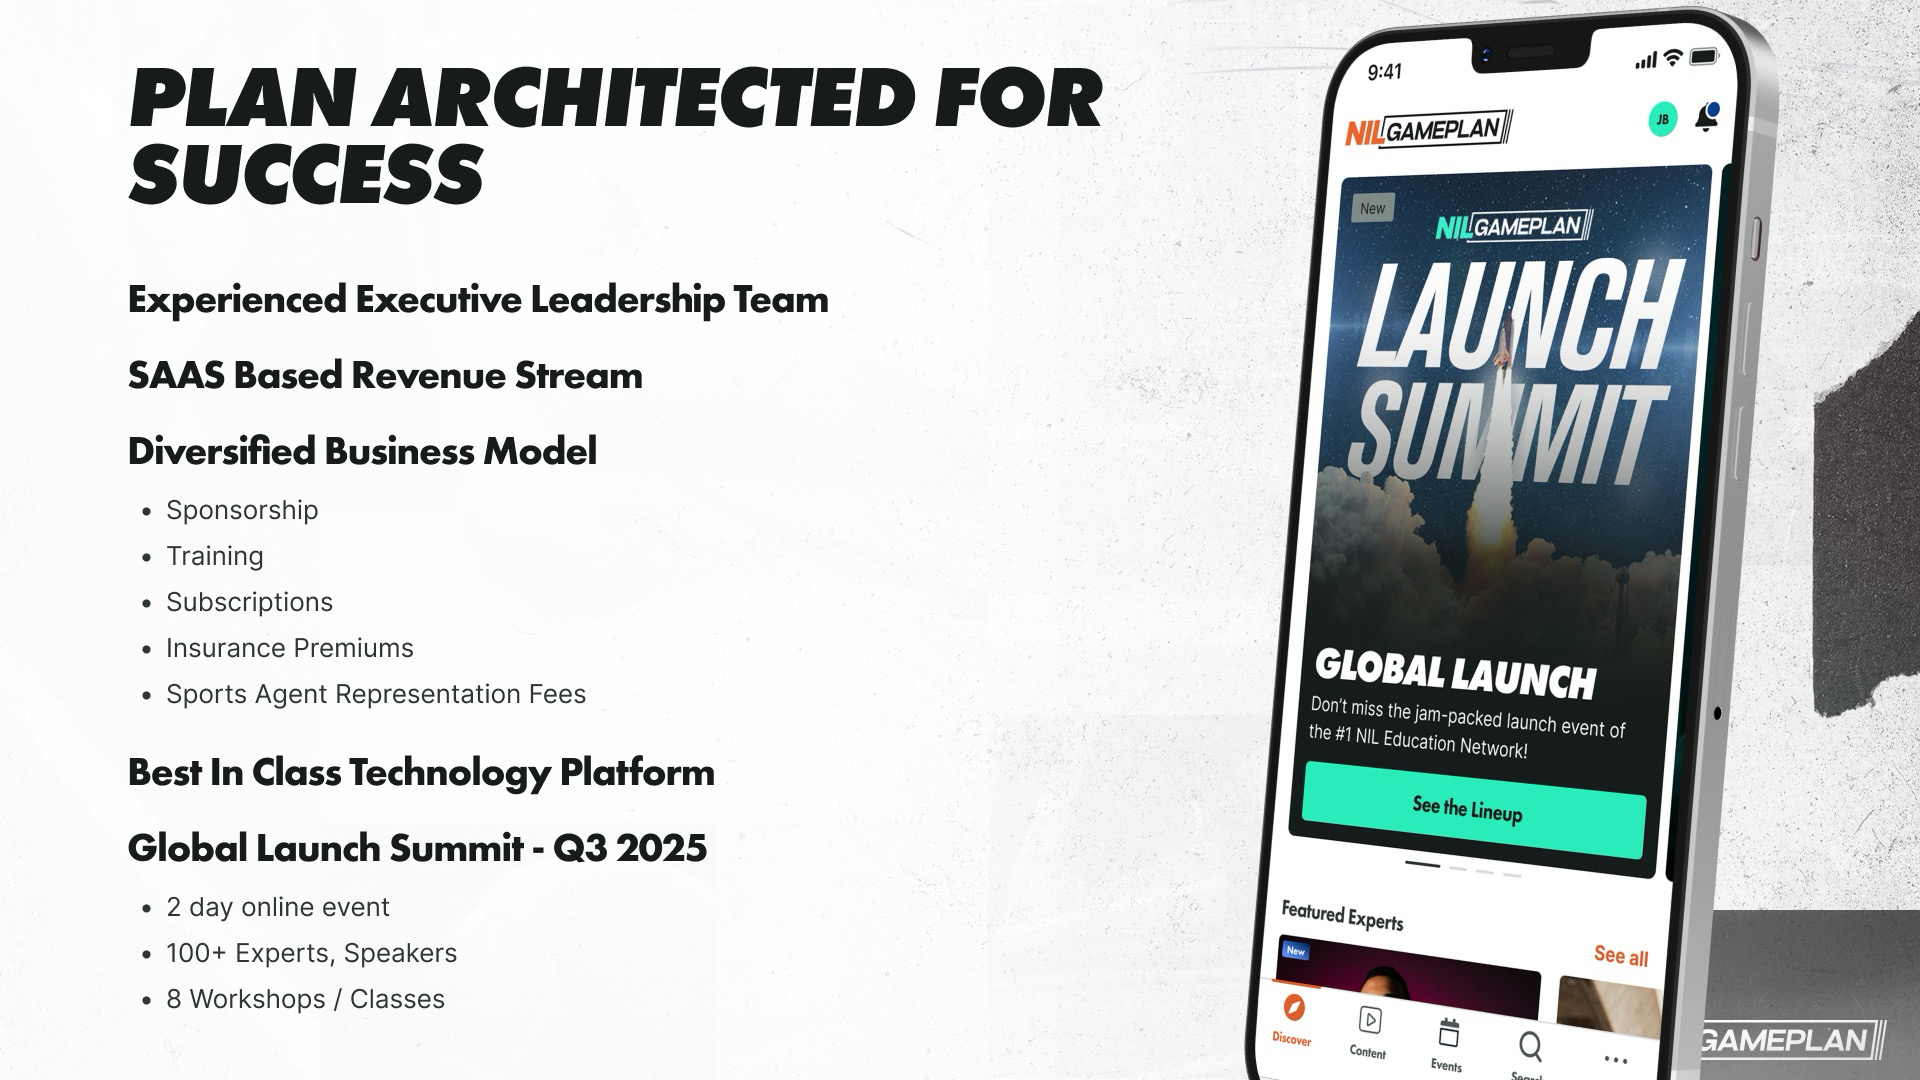 PLAN ARCHITECTED FOR
SUCCESS
Experienced Executive Leadership Team
SAAS Based Revenue Stream
Diversified Business Model
• Sponsorship
• Training
• Subscriptions
• Insurance Premiums
• Sports Agent Representation Fees
Best In Class Technology Platform
Global Launch Summit - Q3 2025
• 2 day online event
• 100+ Experts, Speakers
• 8 Workshops / Classes
9:41
NIL GAMEPLAN
JB
New
NIL GAMEPLAN
LAUNCH
SUMMIT
GLOBAL LAUNCH
Don't miss the jam-packed launch event of
the #1 NIL Education Network!
See the Lineup
Featured Experts
See all
New
Discover
Content
Events
GAMEPLAN